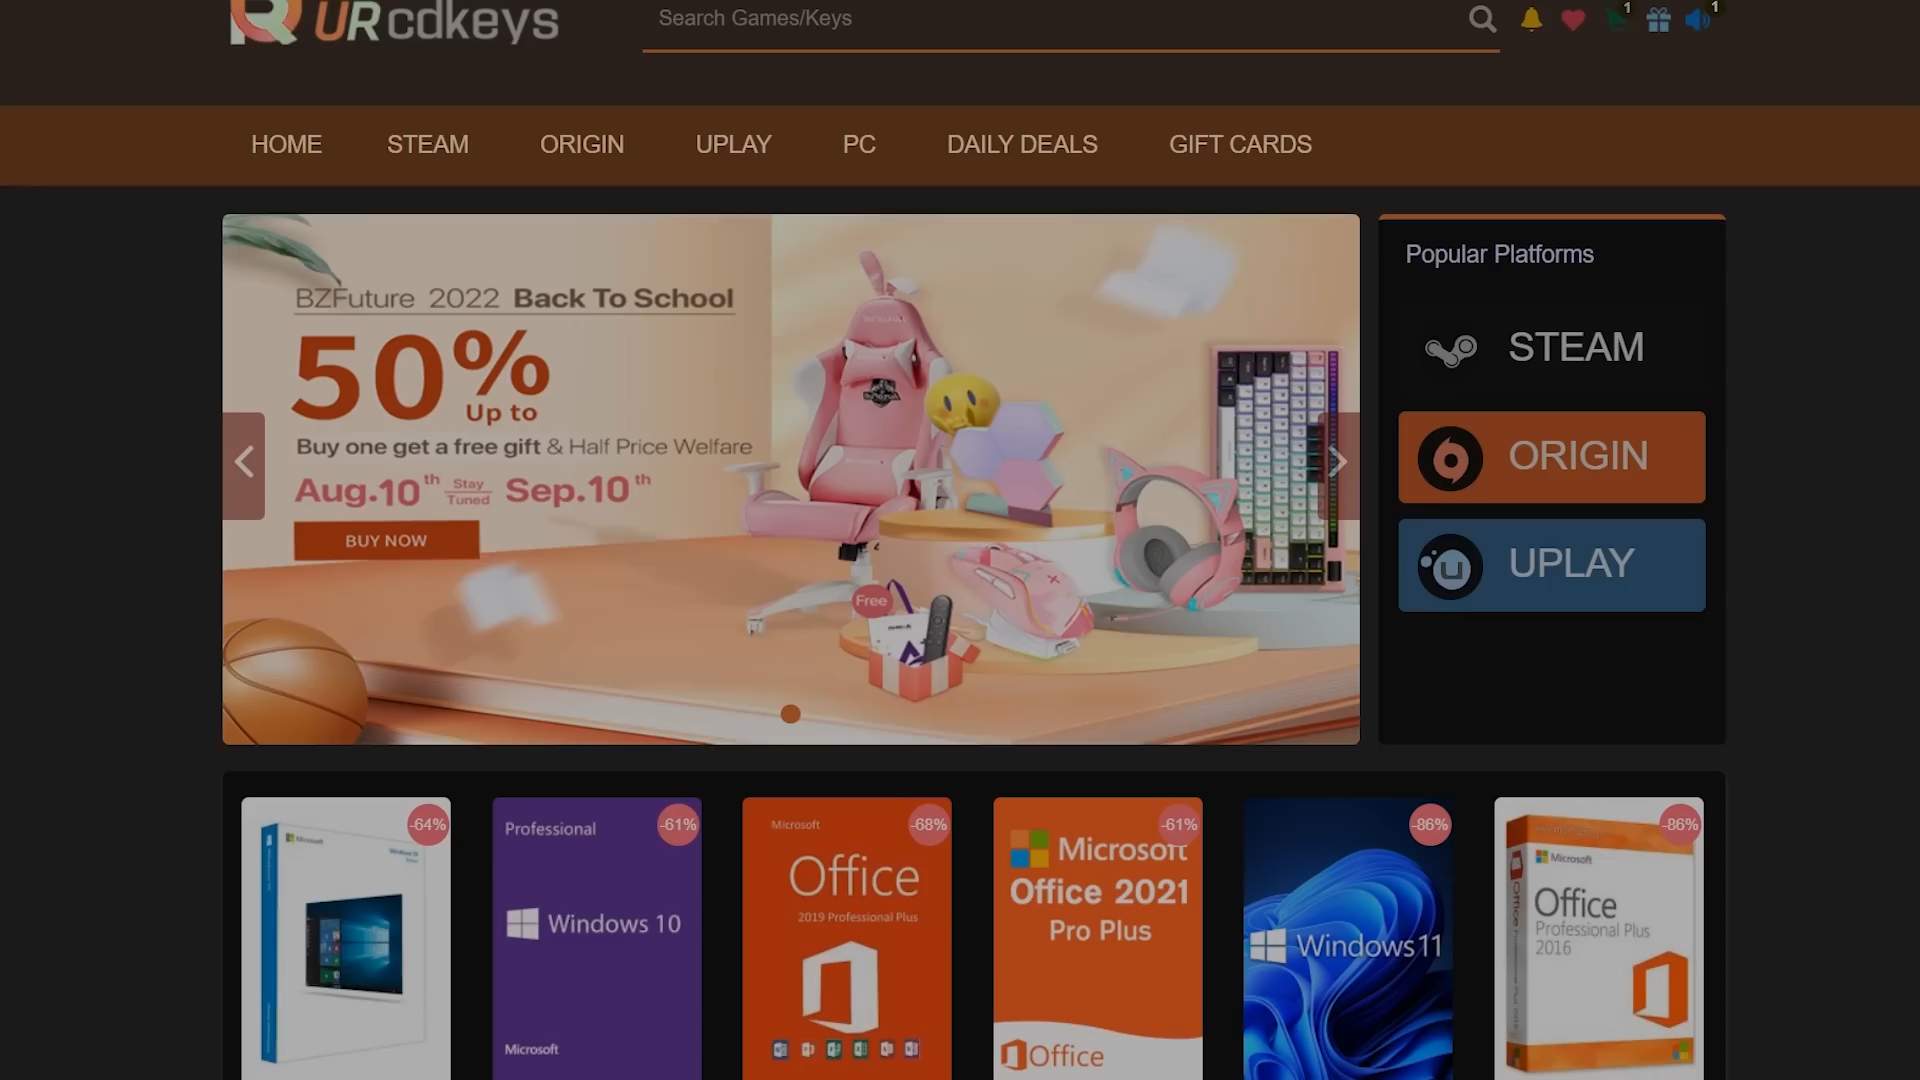 URcdkeys
Search Games/Keys
1
1
HOME STEAM ORIGIN UPLAY PC DAILY DEALS GIFT CARDS
BZFuture 2022 Back To School
50%
Up to
Buy one get a free gift & Half Price Welfare
Aug.10th Stay Tuned Sep.10th
BUY NOW
Free
Popular Platforms
STEAM
ORIGIN
UPLAY
-64%
Microsoft
-61%
Professional
Windows 10
Microsoft
-68%
Microsoft
Office
2019 Professional Plus
-61%
Microsoft
Office 2021
Pro Plus
Office
-86%
Windows 11
-86%
Microsoft
Office
Professional Plus
2016